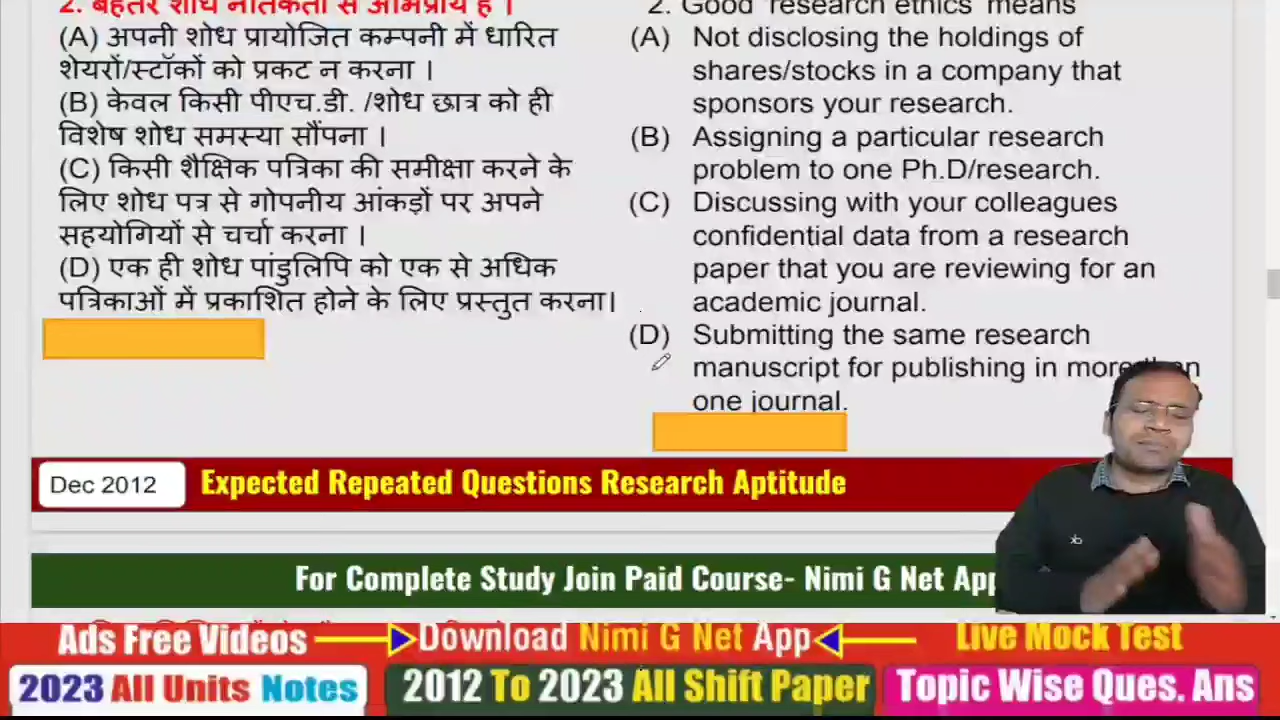 2. बेहतर शोध नैतिकता से अभिप्राय है ।
(A) अपनी शोध प्रायोजित कम्पनी में धारित
शेयरों/स्टॉकों को प्रकट न करना ।
(B) केवल किसी पीएच.डी. /शोध छात्र को ही
विशेष शोध समस्या सौंपना ।
(C) किसी शैक्षिक पत्रिका की समीक्षा करने के
लिए शोध पत्र से गोपनीय आंकड़ों पर अपने
सहयोगियों से चर्चा करना ।
(D) एक ही शोध पांडुलिपि को एक से अधिक
पत्रिकाओं में प्रकाशित होने के लिए प्रस्तुत करना।
2. Good 'research ethics' means
(A) Not disclosing the holdings of
shares/stocks in a company that
sponsors your research.
(B) Assigning a particular research
problem to one Ph.D/research.
(C) Discussing with your colleagues
confidential data from a research
paper that you are reviewing for an
academic journal.
(D) Submitting the same research
manuscript for publishing in more than
one journal.
Dec 2012 Expected Repeated Questions Research Aptitude
For Complete Study Join Paid Course- Nimi G Net App
Ads Free Videos Download Nimi G Net App Live Mock Test
2023 All Units Notes 2012 To 2023 All Shift Paper Topic Wise Ques. Ans